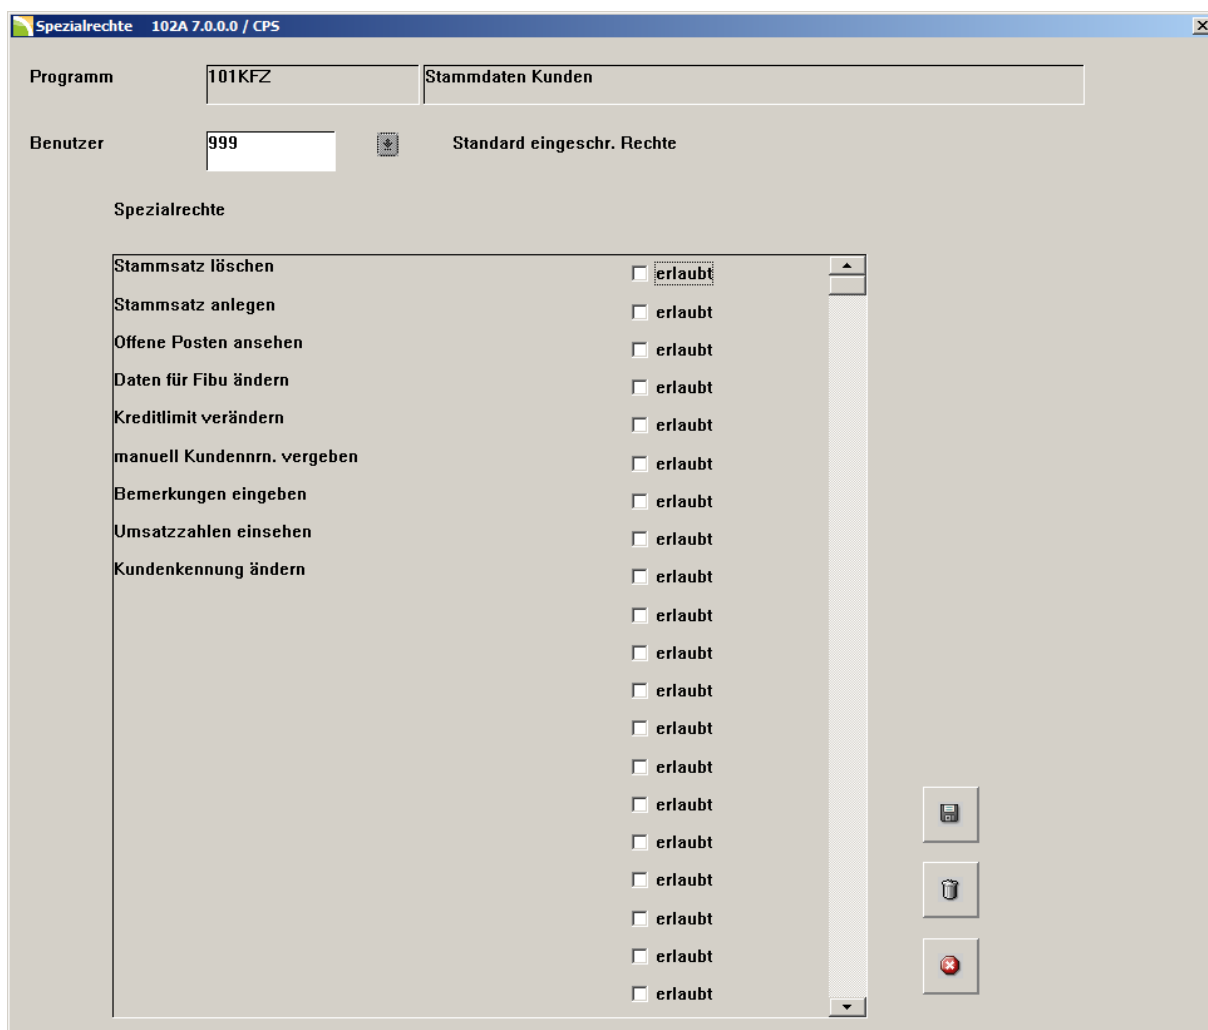 Spezialrechte 102A 7.0.0.0 / CPS
Programm 101KFZ Stammdaten Kunden
Benutzer 999 Standard eingeschr. Rechte
Spezialrechte
Stammsatz löschen erlaubt
Stammsatz anlegen erlaubt
Offene Posten ansehen erlaubt
Daten für Fibu ändern erlaubt
Kreditlimit verändern erlaubt
manuell Kundennrn. vergeben erlaubt
Bemerkungen eingeben erlaubt
Umsatzzahlen einsehen erlaubt
Kundenkennung ändern erlaubt
erlaubt
erlaubt
erlaubt
erlaubt
erlaubt
erlaubt
erlaubt
erlaubt
erlaubt
erlaubt
erlaubt